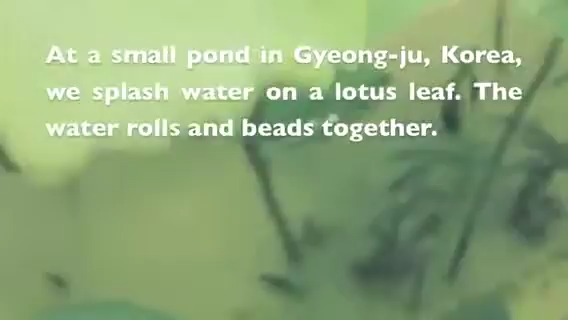 At a small pond in Gyeong-ju, Korea,
we splash water on a lotus leaf. The
water rolls and beads together.